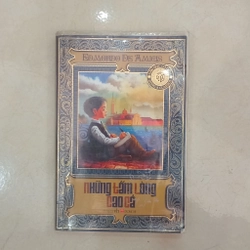 EDMONDO DE AMICIS
NHỮNG TẤM LÒNG
CAO CẢ